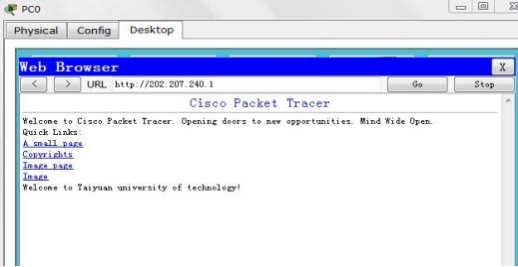 PC0
Physical Config Desktop
Web Browser X
< > URL http://202.207.240.1 Go Stop
Cisco Packet Tracer
Welcome to Cisco Packet Tracer. Opening doors to new opportunities. Mind Wide Open.
Quick Links:
A small page
Copyrights
Image page
Image
Welcome to Taiyuan university of technology!